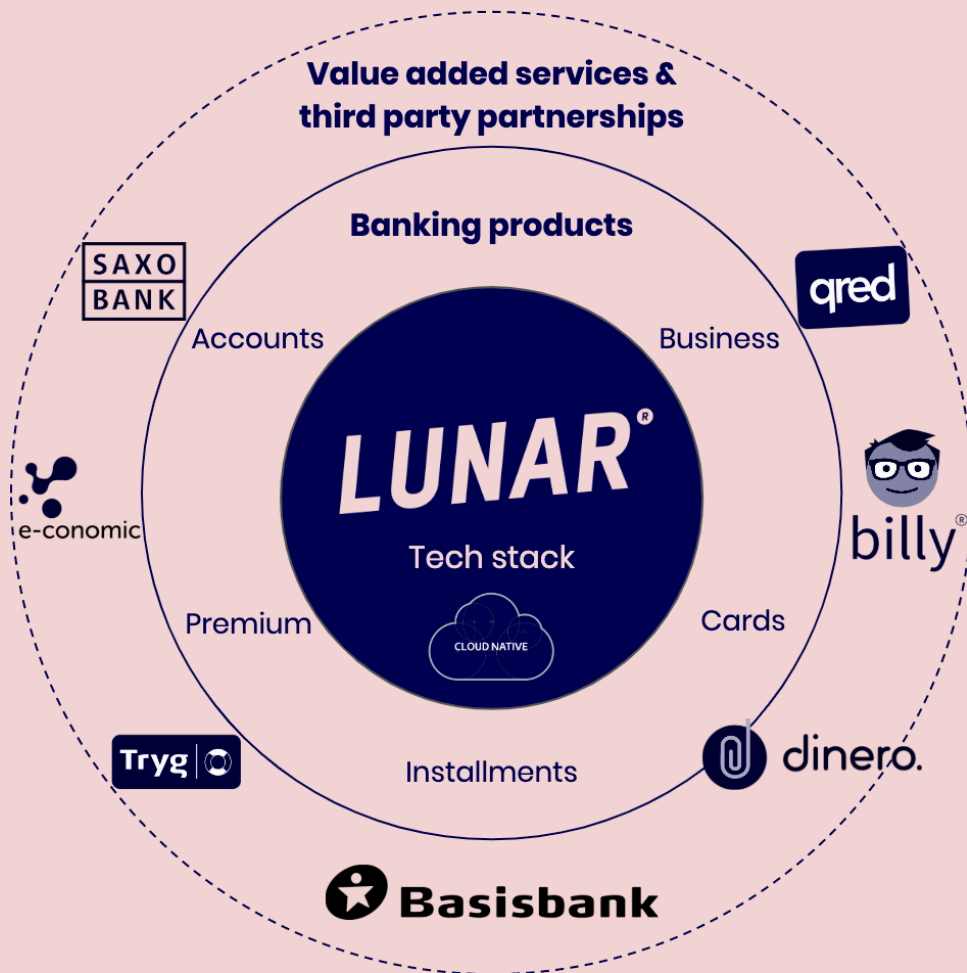 Value added services &
third party partnerships
Banking products
SAXO
BANK
qred
Accounts
Business
LUNAR®
e-conomic
billy®
Tech stack
Premium
Cards
CLOUD NATIVE
Tryg
Installments
dinero.
Basisbank